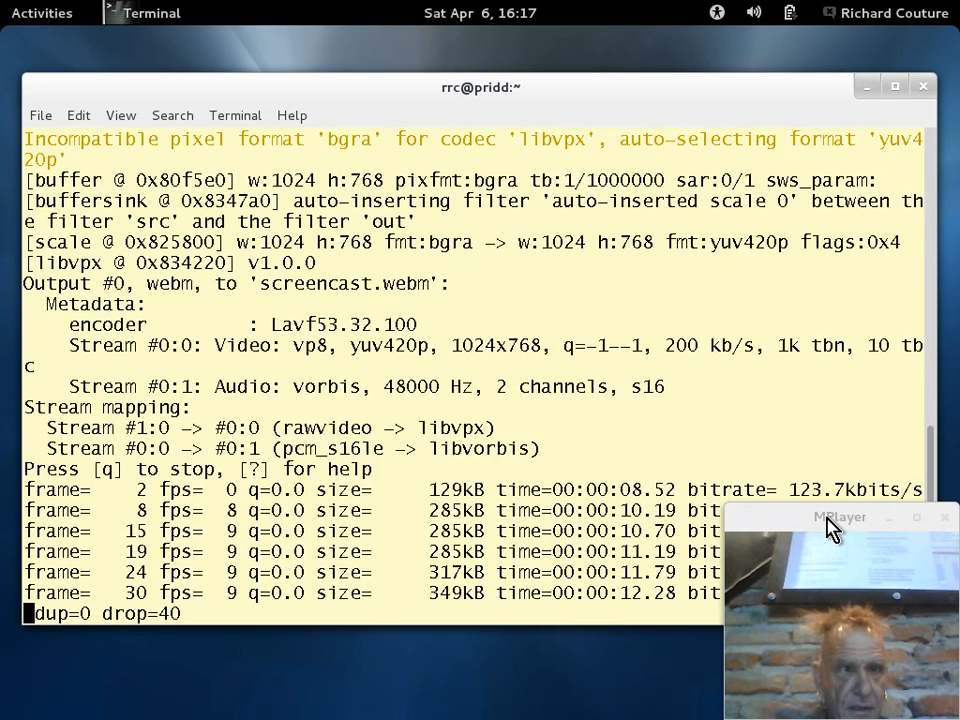 Activities Terminal Sat Apr 6, 16:17 Richard Couture
rrc@pridd:~
File Edit View Search Terminal Help
Incompatible pixel format 'bgra' for codec 'libvpx', auto-selecting format 'yuv4
20p'
[buffer @ 0x80f5e0] w:1024 h:768 pixfmt:bgra tb:1/1000000 sar:0/1 sws_param:
[buffersink @ 0x8347a0] auto-inserting filter 'auto-inserted scale 0' between th
e filter 'src' and the filter 'out'
[scale @ 0x825800] w:1024 h:768 fmt:bgra -> w:1024 h:768 fmt:yuv420p flags:0x4
[libvpx @ 0x834220] v1.0.0
Output #0, webm, to 'screencast.webm':
Metadata:
encoder : Lavf53.32.100
Stream #0:0: Video: vp8, yuv420p, 1024x768, q=-1--1, 200 kb/s, 1k tbn, 10 tb
c
Stream #0:1: Audio: vorbis, 48000 Hz, 2 channels, s16
Stream mapping:
Stream #1:0 -> #0:0 (rawvideo -> libvpx)
Stream #0:0 -> #0:1 (pcm_s16le -> libvorbis)
Press [q] to stop, [?] for help
frame= 2 fps= 0 q=0.0 size= 129kB time=00:00:08.52 bitrate= 123.7kbits/s
frame= 8 fps= 8 q=0.0 size= 285kB time=00:00:10.19 bit
frame= 15 fps= 9 q=0.0 size= 285kB time=00:00:10.70 bit
frame= 19 fps= 9 q=0.0 size= 285kB time=00:00:11.19 bit
frame= 24 fps= 9 q=0.0 size= 317kB time=00:00:11.79 bit
frame= 30 fps= 9 q=0.0 size= 349kB time=00:00:12.28 bit
dup=0 drop=40
MPlayer